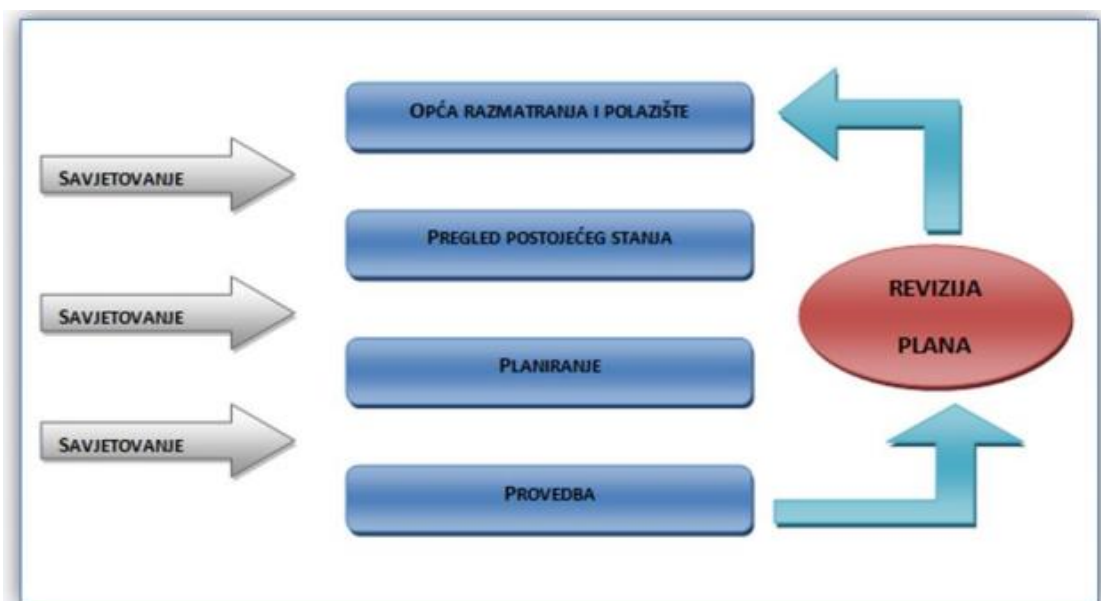 OPĆA RAZMATRANJA I POLAZIŠTE
SAVJETOVANJE
PREGLED POSTOJEĆEG STANJA
SAVJETOVANJE
PLANIRANJE
SAVJETOVANJE
PROVEDBA
REVIZIJA
PLANA